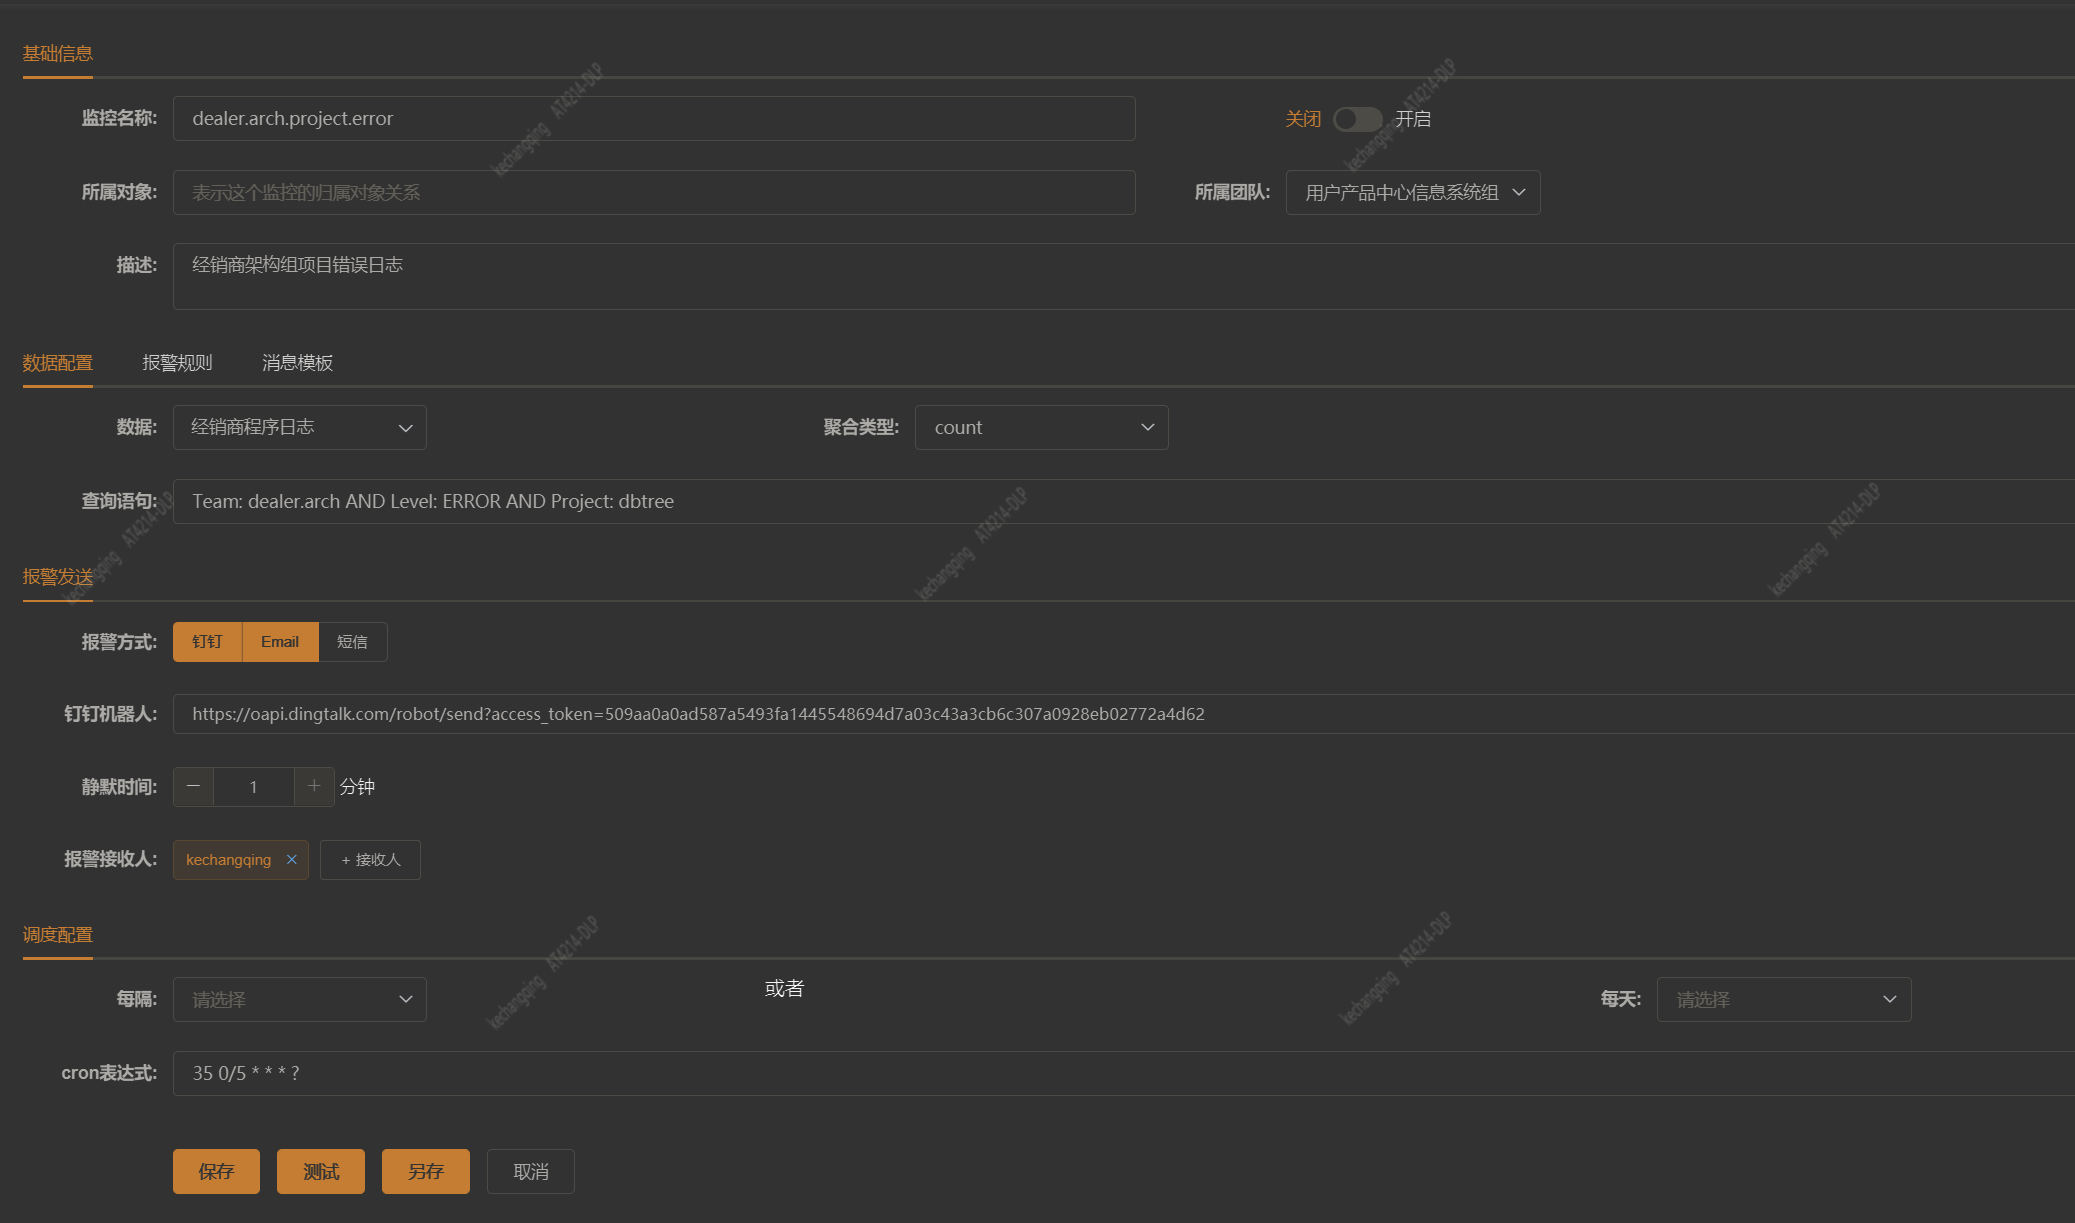 基础信息
监控名称: dealer.arch.project.error 关闭 开启
所属对象: 表示这个监控的归属对象关系 所属团队: 用户产品中心信息系统组
描述: 经销商架构组项目错误日志
数据配置 报警规则 消息模板
数据: 经销商程序日志 聚合类型: count
查询语句: Team: dealer.arch AND Level: ERROR AND Project: dbtree
报警发送
报警方式: 钉钉 Email 短信
钉钉机器人: https://oapi.dingtalk.com/robot/send?access_token=509aa0a0ad587a5493fa1445548694d7a03c43a3cb6c307a0928eb02772a4d62
静默时间: － 1 + 分钟
报警接收人: kechangqing × + 接收人
调度配置
每隔: 请选择 或者 每天: 请选择
cron表达式: 35 0/5 * * * ?
保存 测试 另存 取消
kechangqing AT4214-DLP
kechangqing AT4214-DLP
kechangqing AT4214-DLP
kechangqing AT4214-DLP
kechangqing AT4214-DLP
kechangqing AT4214-DLP
kechangqing AT4214-DLP